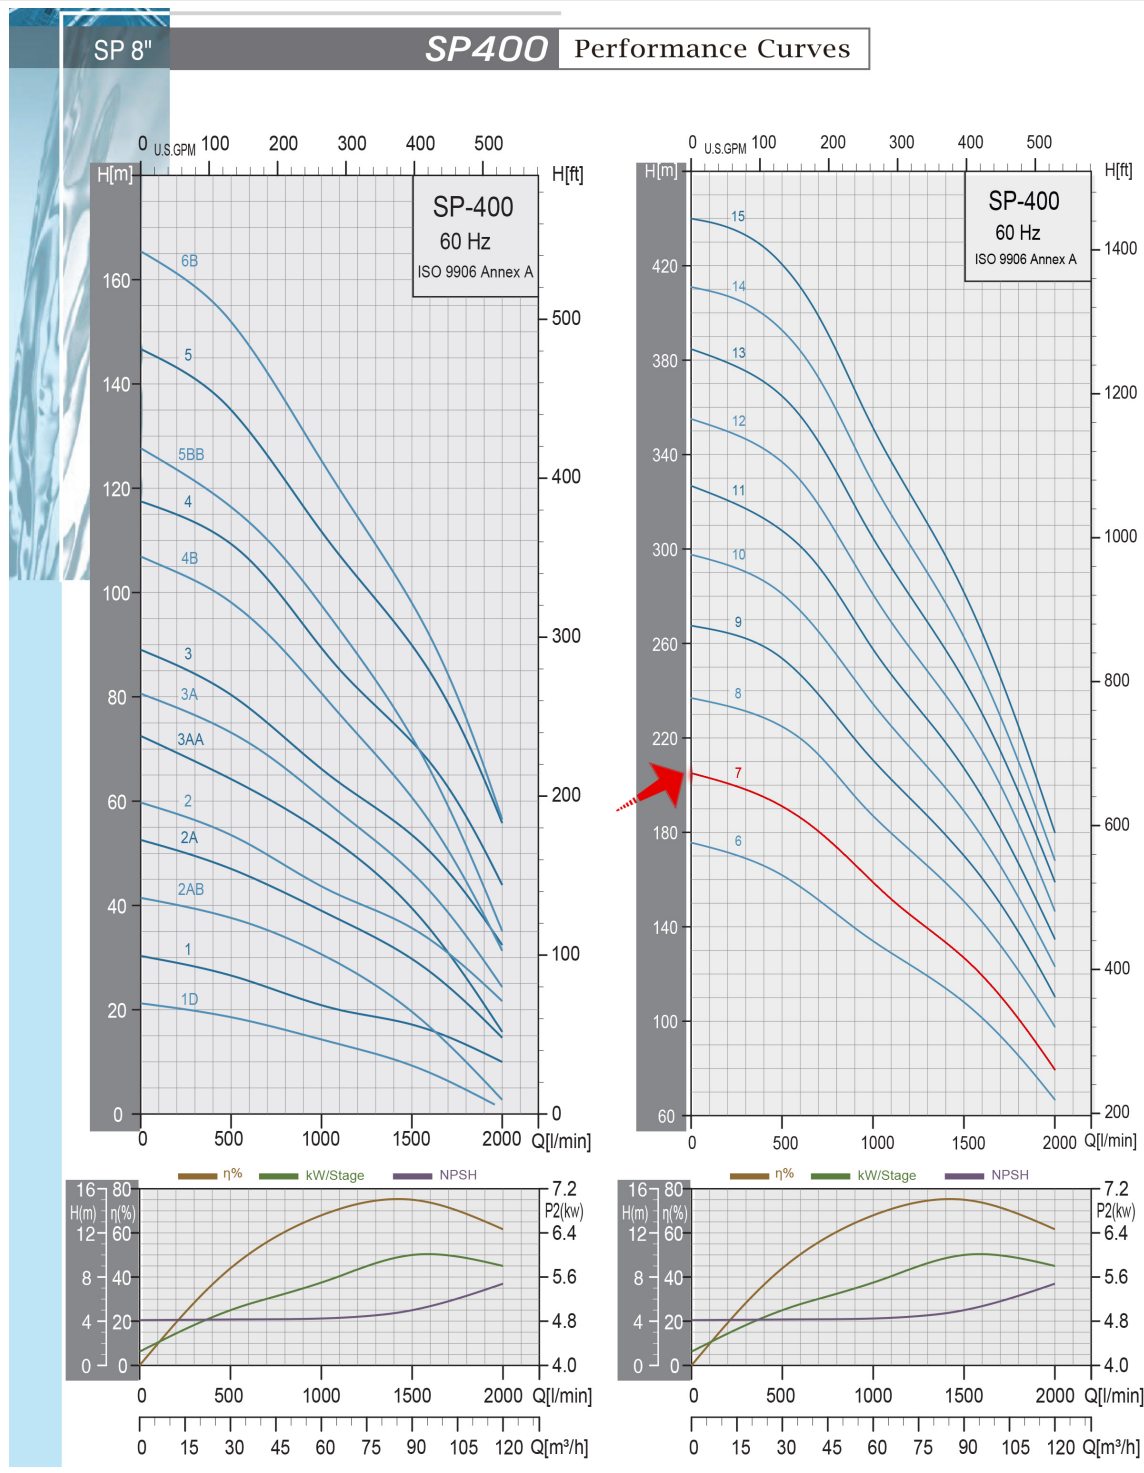 SP 8"
SP400 Performance Curves
0 U.S.GPM 100 200 300 400 500
H[m] H[ft]
SP-400
60 Hz
ISO 9906 Annex A
160
140
120
100
80
60
40
20
0
500
400
300
200
100
0
6B
5
5BB
4
4B
3
3A
3AA
2
2A
2AB
1
1D
0 500 1000 1500 2000 Q[l/min]
0 U.S.GPM 100 200 300 400 500
H[m] H[ft]
SP-400
60 Hz
ISO 9906 Annex A
420
380
340
300
260
220
180
140
100
60
1400
1200
1000
800
600
400
200
15
14
13
12
11
10
9
8
7
6
0 500 1000 1500 2000 Q[l/min]
η% kW/Stage NPSH
16 80 7.2
H(m) η(%) P2(kw)
12 60 6.4
8 40 5.6
4 20 4.8
0 0 4.0
0 500 1000 1500 2000 Q[l/min]
0 15 30 45 60 75 90 105 120 Q[m³/h]
η% kW/Stage NPSH
16 80 7.2
H(m) η(%) P2(kw)
12 60 6.4
8 40 5.6
4 20 4.8
0 0 4.0
0 500 1000 1500 2000 Q[l/min]
0 15 30 45 60 75 90 105 120 Q[m³/h]